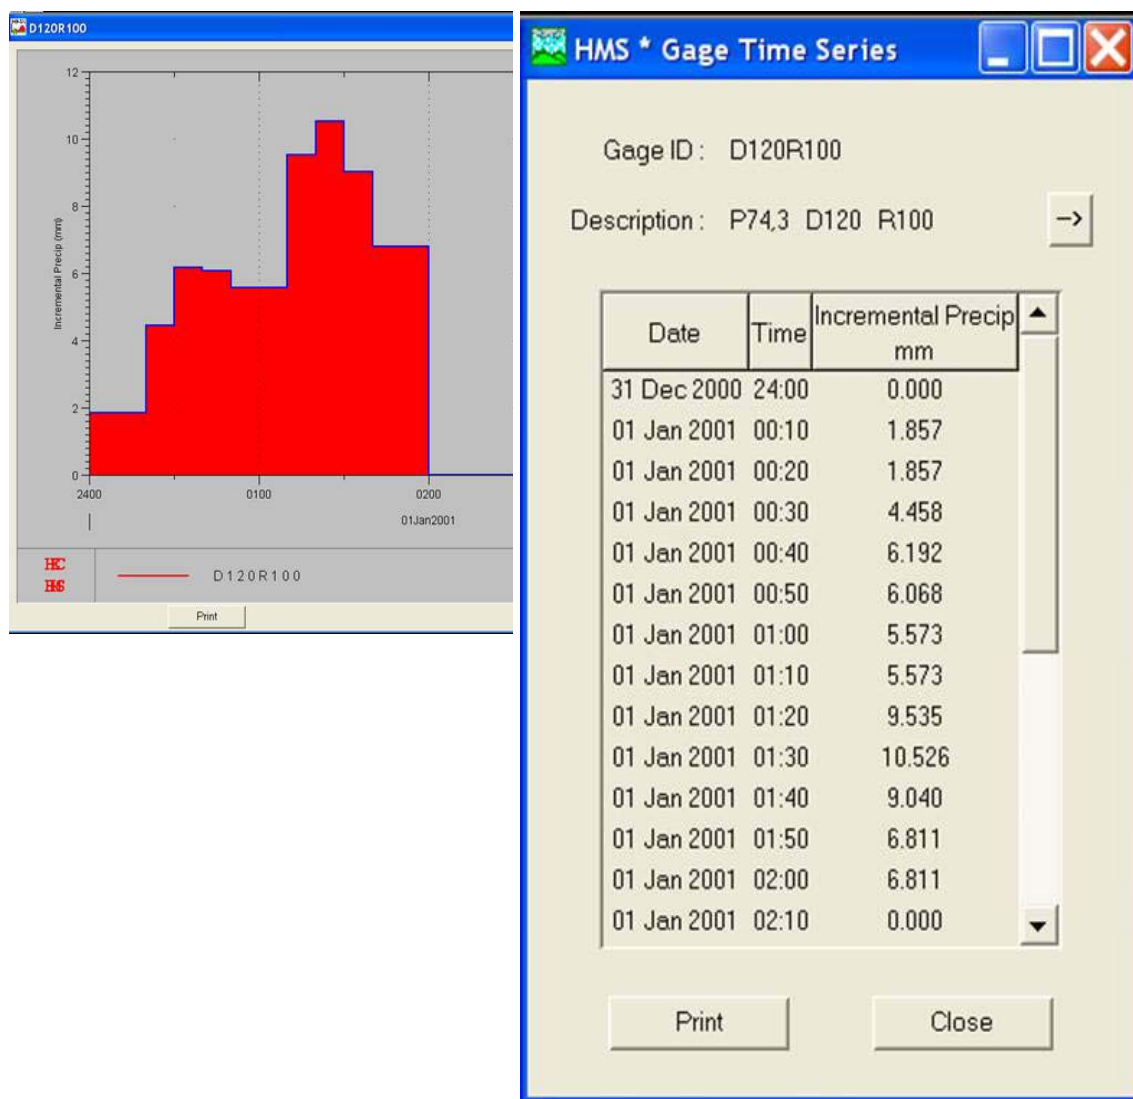 D120R100
12
10
8
6
4
2
0
Incremental Precip (mm)
2400
0100
0200
01Jan2001
HEC
HMS
D120R100
Print
HMS * Gage Time Series
Gage ID : D120R100
Description : P74,3 D120 R100
-->
Date Time Incremental Precip
mm
31 Dec 2000 24:00 0.000
01 Jan 2001 00:10 1.857
01 Jan 2001 00:20 1.857
01 Jan 2001 00:30 4.458
01 Jan 2001 00:40 6.192
01 Jan 2001 00:50 6.068
01 Jan 2001 01:00 5.573
01 Jan 2001 01:10 5.573
01 Jan 2001 01:20 9.535
01 Jan 2001 01:30 10.526
01 Jan 2001 01:40 9.040
01 Jan 2001 01:50 6.811
01 Jan 2001 02:00 6.811
01 Jan 2001 02:10 0.000
Print
Close